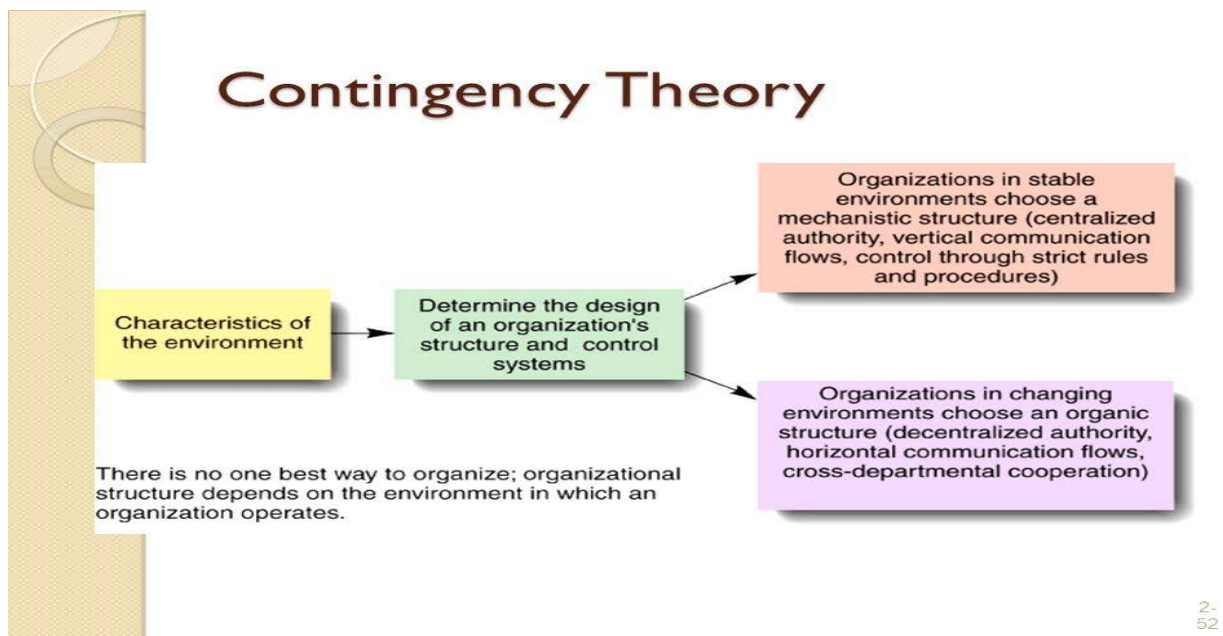 Contingency Theory
Organizations in stable
environments choose a
mechanistic structure (centralized
authority, vertical communication
flows, control through strict rules
and procedures)
Characteristics of
the environment
Determine the design
of an organization's
structure and control
systems
Organizations in changing
environments choose an organic
structure (decentralized authority,
horizontal communication flows,
cross-departmental cooperation)
There is no one best way to organize; organizational
structure depends on the environment in which an
organization operates.
2-
52